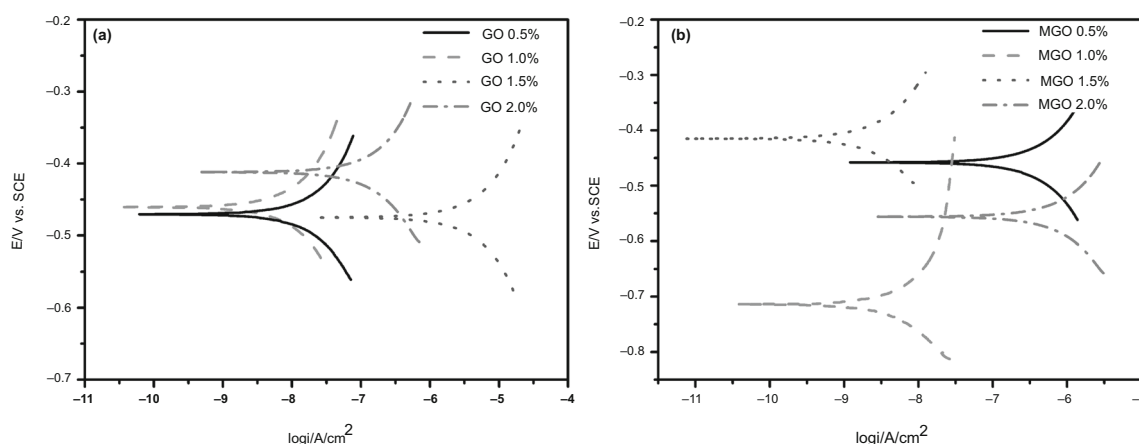 (a)
GO 0.5%
GO 1.0%
GO 1.5%
GO 2.0%
−0.2
−0.3
−0.4
−0.5
−0.6
−0.7
E/V vs. SCE
−11 −10 −9 −8 −7 −6 −5 −4
logi/A/cm²
(b)
MGO 0.5%
MGO 1.0%
MGO 1.5%
MGO 2.0%
−0.2
−0.3
−0.4
−0.5
−0.6
−0.7
−0.8
E/V vs.SCE
−11 −10 −9 −8 −7 −6
logi/A/cm²